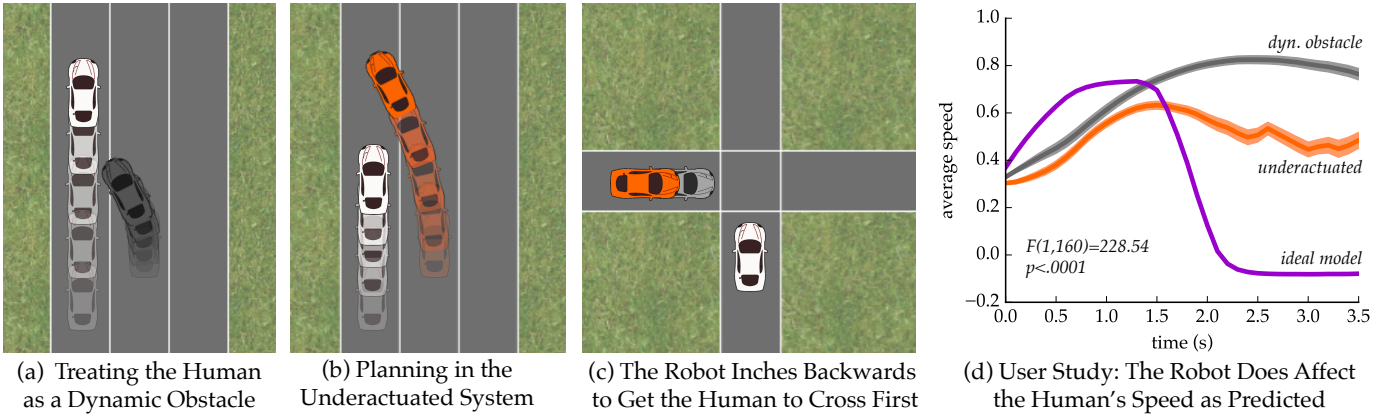 (a) Treating the Human
as a Dynamic Obstacle
(b) Planning in the
Underactuated System
(c) The Robot Inches Backwards
to Get the Human to Cross First
1.0
0.8
0.6
0.4
0.2
0.0
−0.2
average speed
dyn. obstacle
underactuated
ideal model
F(1,160)=228.54
p<.0001
0.0 0.5 1.0 1.5 2.0 2.5 3.0 3.5
time (s)
(d) User Study: The Robot Does Affect
the Human's Speed as Predicted